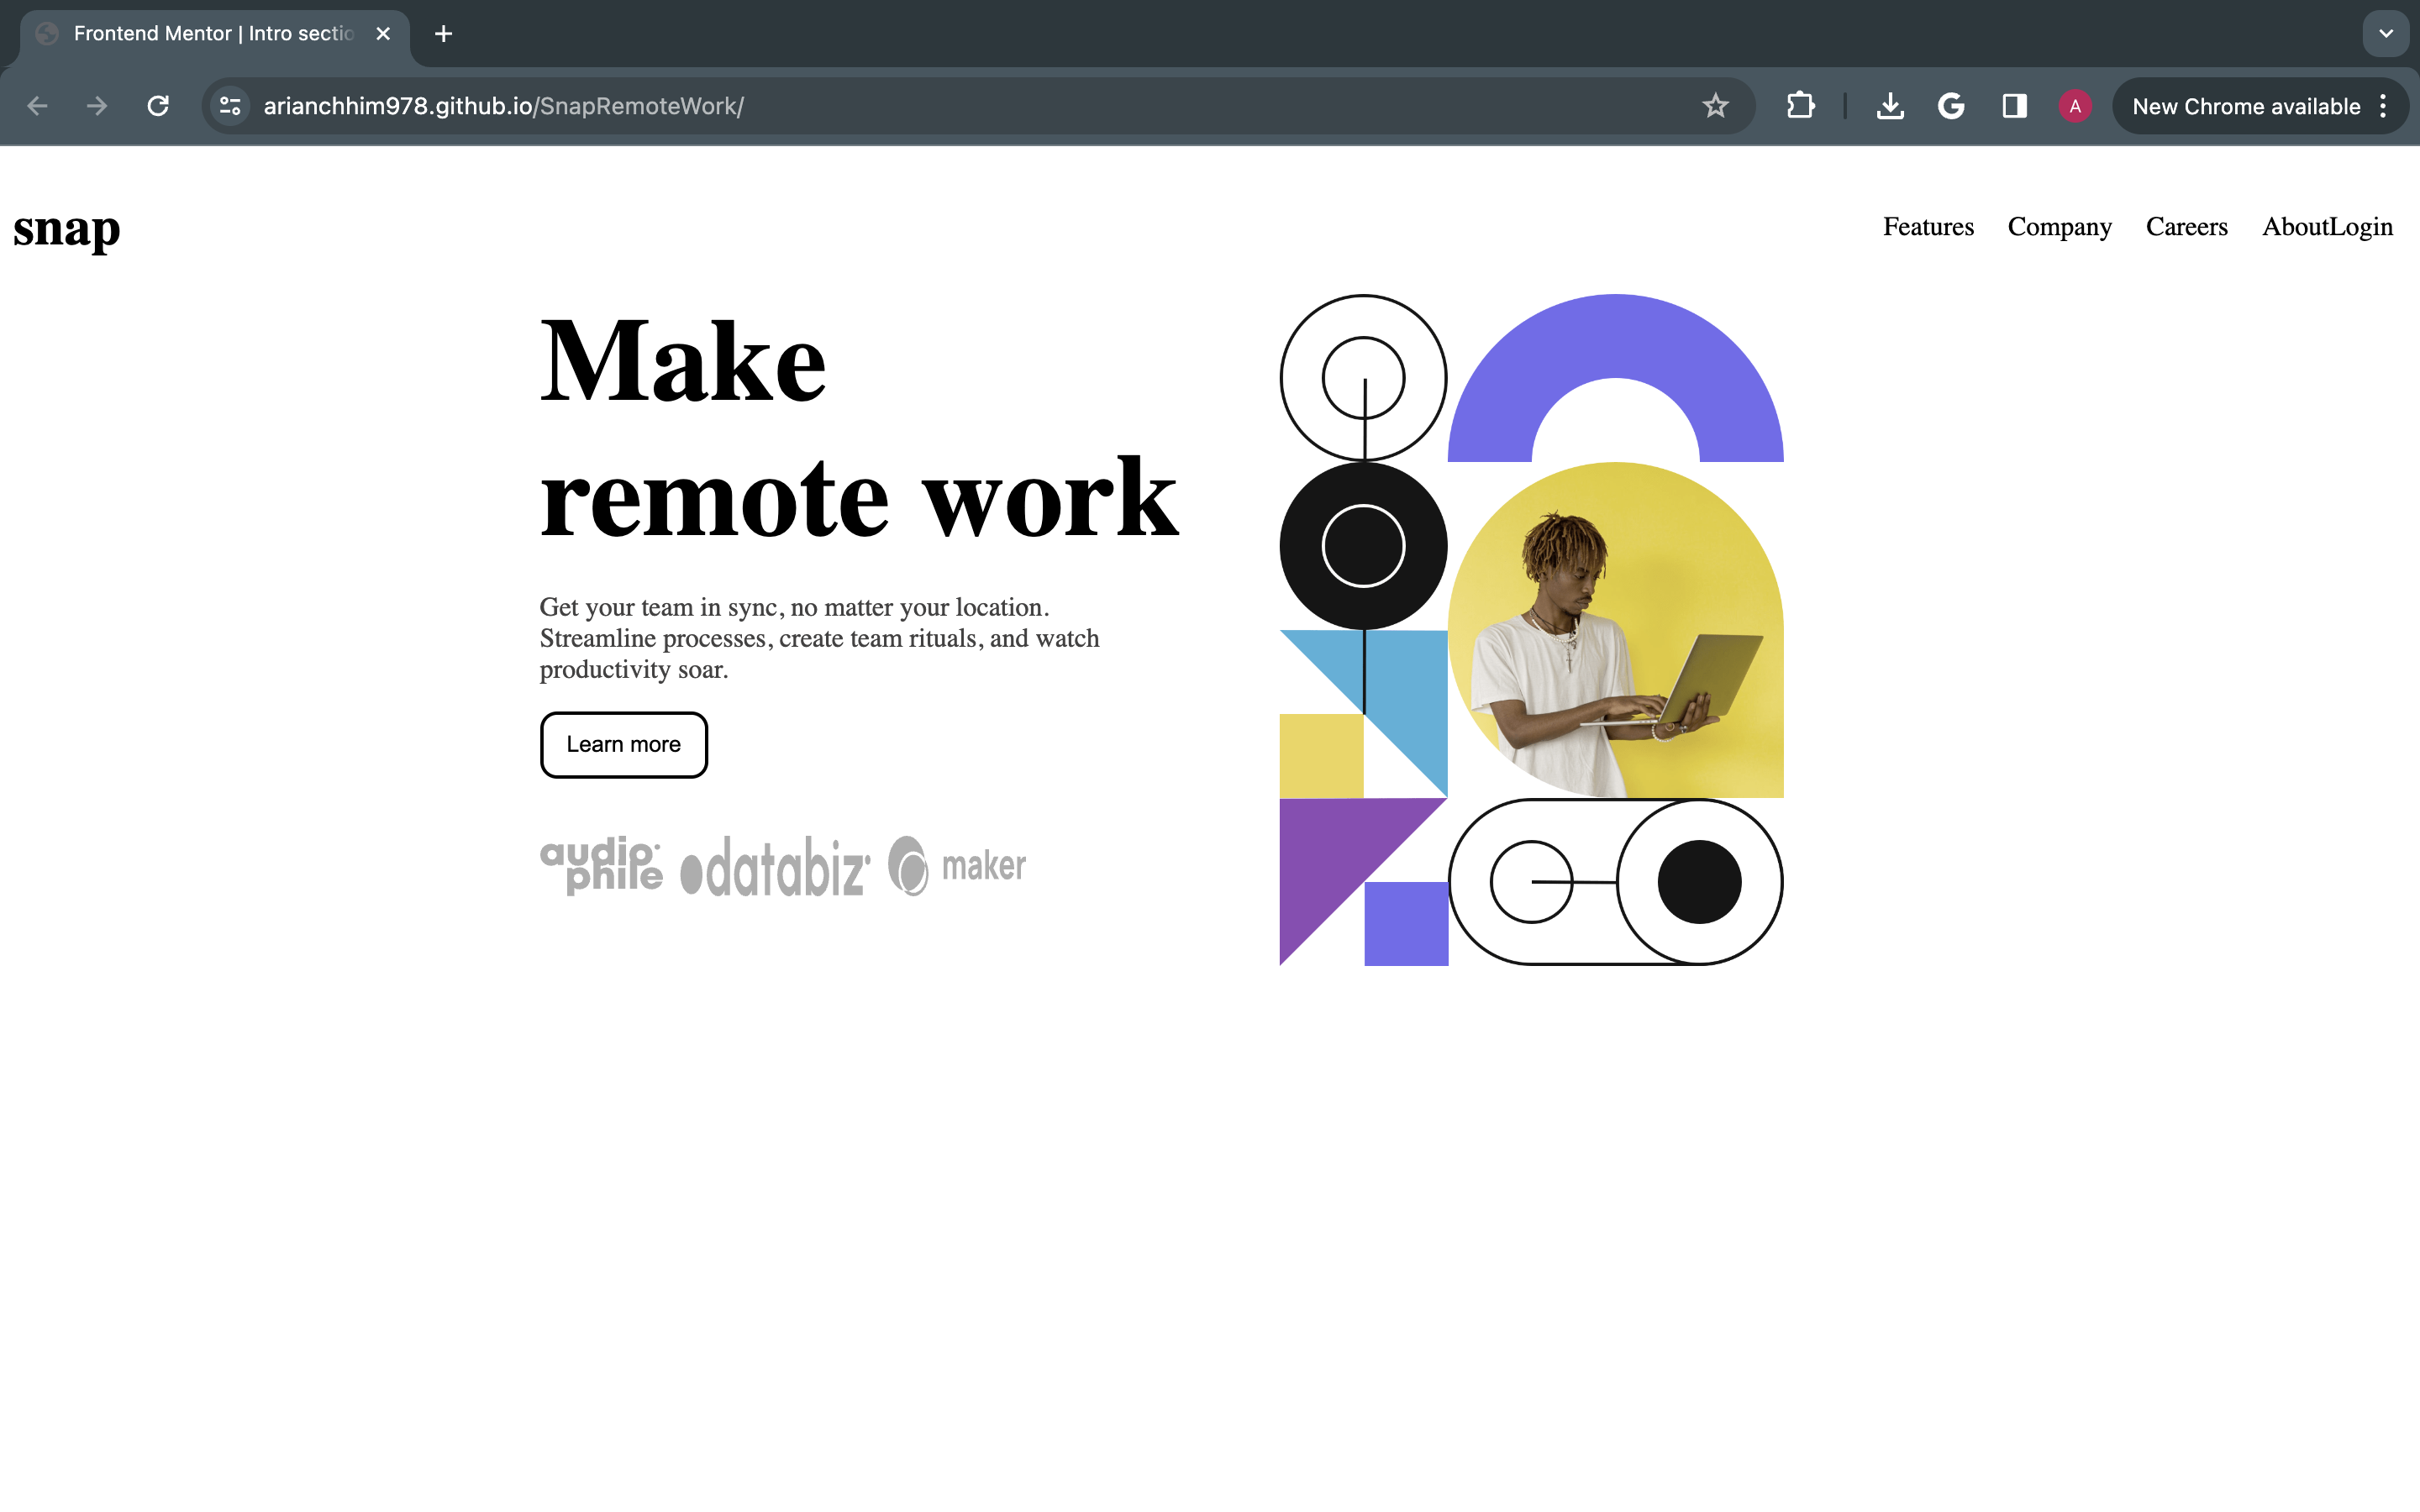 Frontend Mentor | Intro sectio
arianchhim978.github.io/SnapRemoteWork/
A
New Chrome available
snap
Features Company Careers AboutLogin
Make
remote work
Get your team in sync, no matter your location.
Streamline processes, create team rituals, and watch
productivity soar.
Learn more
audiophile databiz maker